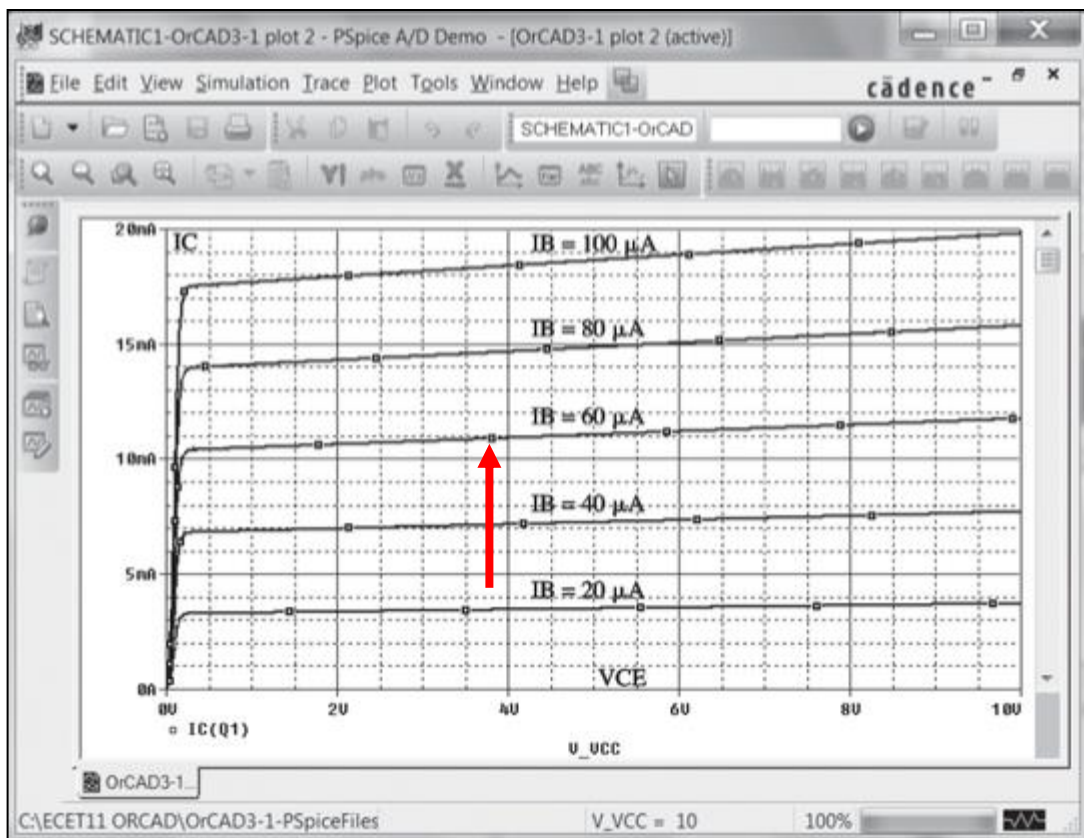 SCHEMATIC1-OrCAD3-1 plot 2 - PSpice A/D Demo - [OrCAD3-1 plot 2 (active)]
File Edit View Simulation Trace Plot Tools Window Help cādence
SCHEMATIC1-OrCAD
20mA
IC
IB = 100 µA
15mA
IB = 80 µA
IB = 60 µA
10mA
IB = 40 µA
5mA
IB = 20 µA
VCE
0A
0V 2V 4V 6V 8V 10V
IC(Q1)
V_VCC
OrCAD3-1...
C:\ECET11 ORCAD\OrCAD3-1-PSpiceFiles V_VCC = 10 100%